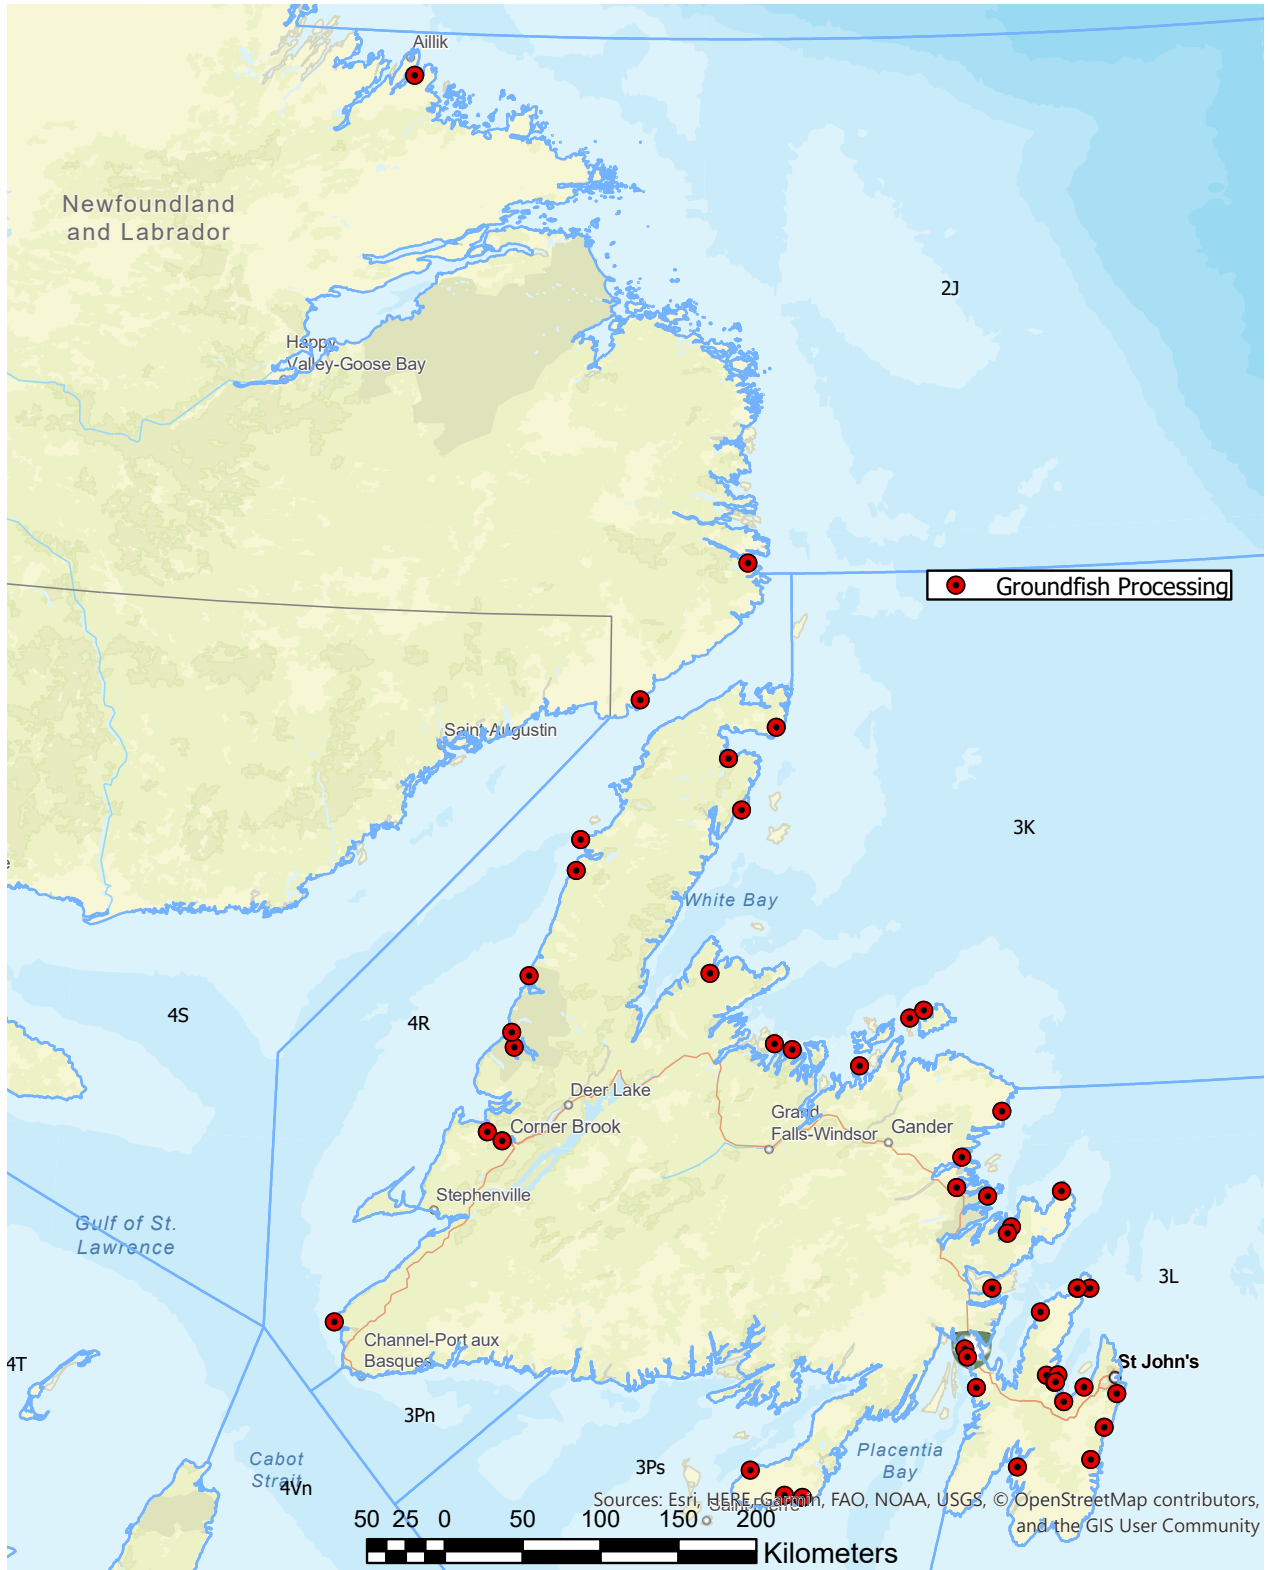 Aillik
Newfoundland
and Labrador
2J
Happy
Valley-Goose Bay
Groundfish Processing
Saint-Augustin
3K
e
White Bay
4S
4R
Deer Lake
Corner Brook
Grand
Falls-Windsor
Gander
Stephenville
Gulf of St.
Lawrence
3L
Channel-Port aux
Basques
4T
St John's
3Pn
Placentia
Bay
Cabot
Strait
4Vn
3Ps
Saint-Pierre
Sources: Esri, HERE, Garmin, FAO, NOAA, USGS, © OpenStreetMap contributors,
and the GIS User Community
50 25 0 50 100 150 200
Kilometers